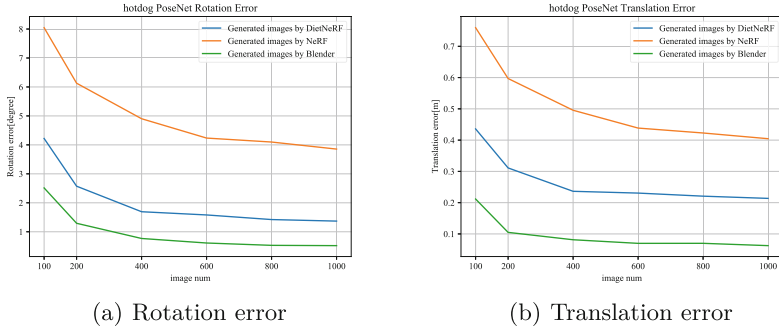 hotdog PoseNet Rotation Error
Generated images by DietNeRF
Generated images by NeRF
Generated images by Blender
Rotation error[degree]
8
7
6
5
4
3
2
1
100
200
400
600
800
1000
image num
(a) Rotation error
hotdog PoseNet Translation Error
Generated images by DietNeRF
Generated images by NeRF
Generated images by Blender
Translation error[m]
0.7
0.6
0.5
0.4
0.3
0.2
0.1
100
200
400
600
800
1000
image num
(b) Translation error